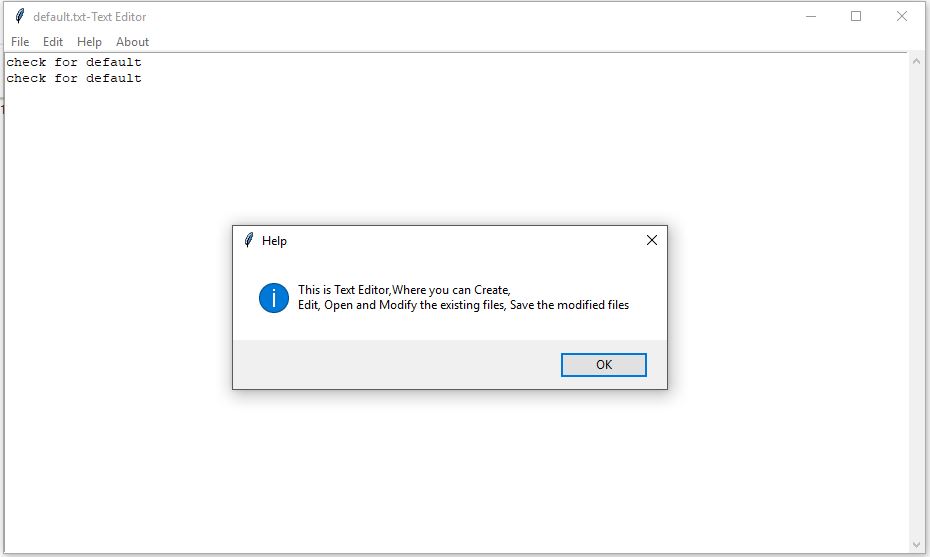 default.txt-Text Editor
File Edit Help About
check for default
check for default
Help
This is Text Editor,Where you can Create,
Edit, Open and Modify the existing files, Save the modified files
OK